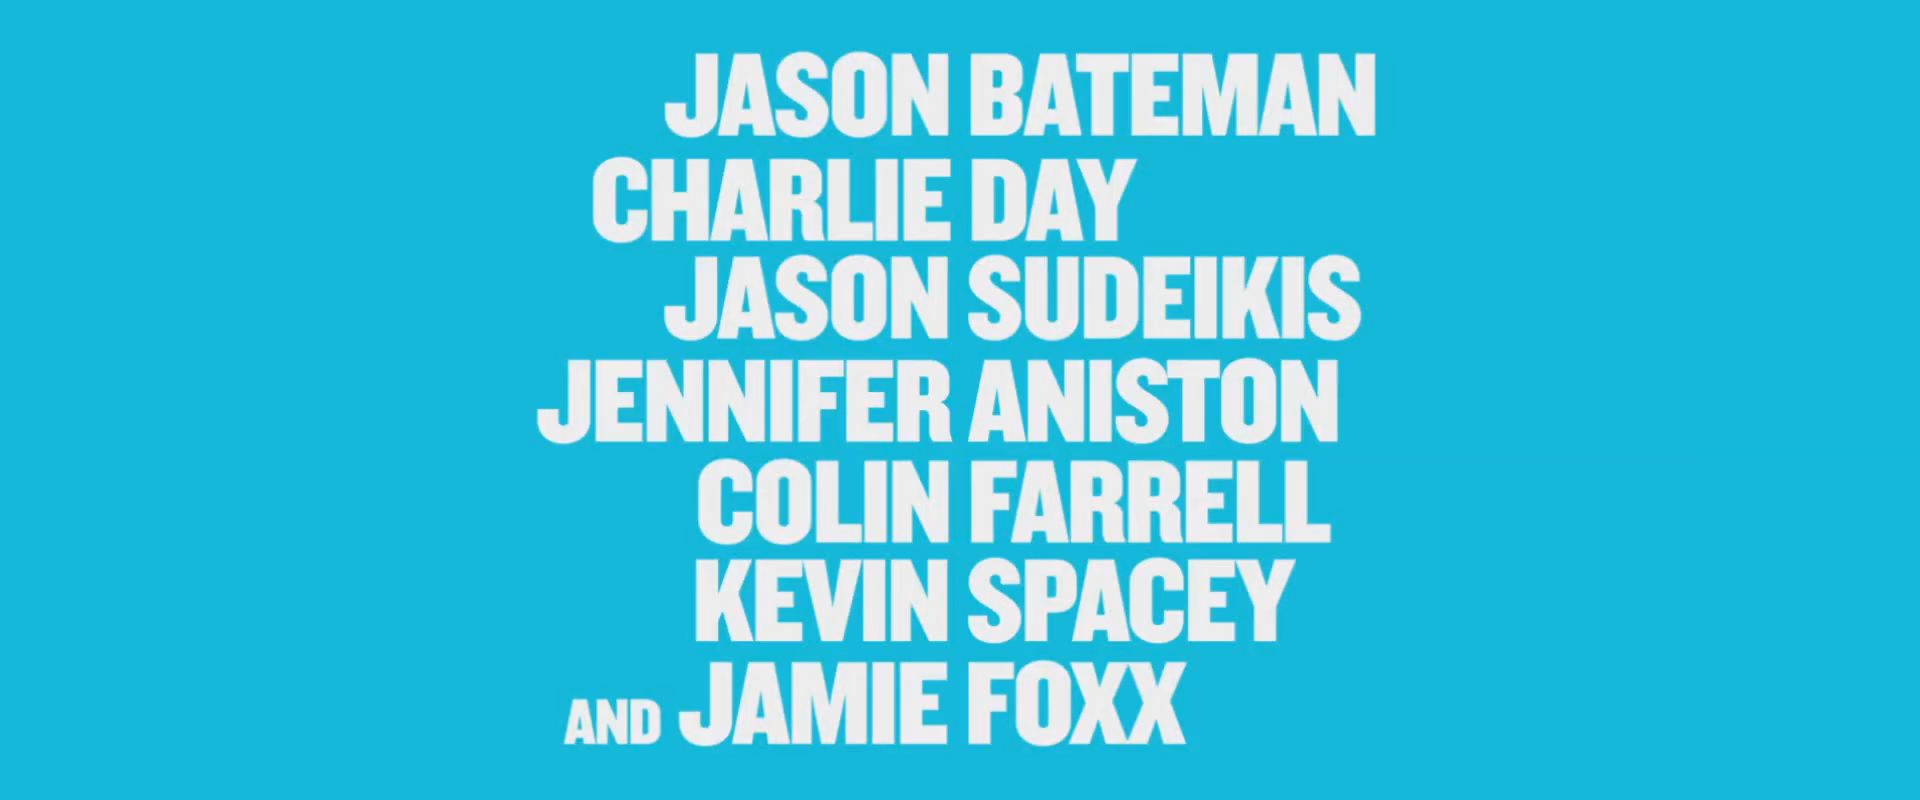 JASON BATEMAN
CHARLIE DAY
JASON SUDEIKIS
JENNIFER ANISTON
COLIN FARRELL
KEVIN SPACEY
AND JAMIE FOXX